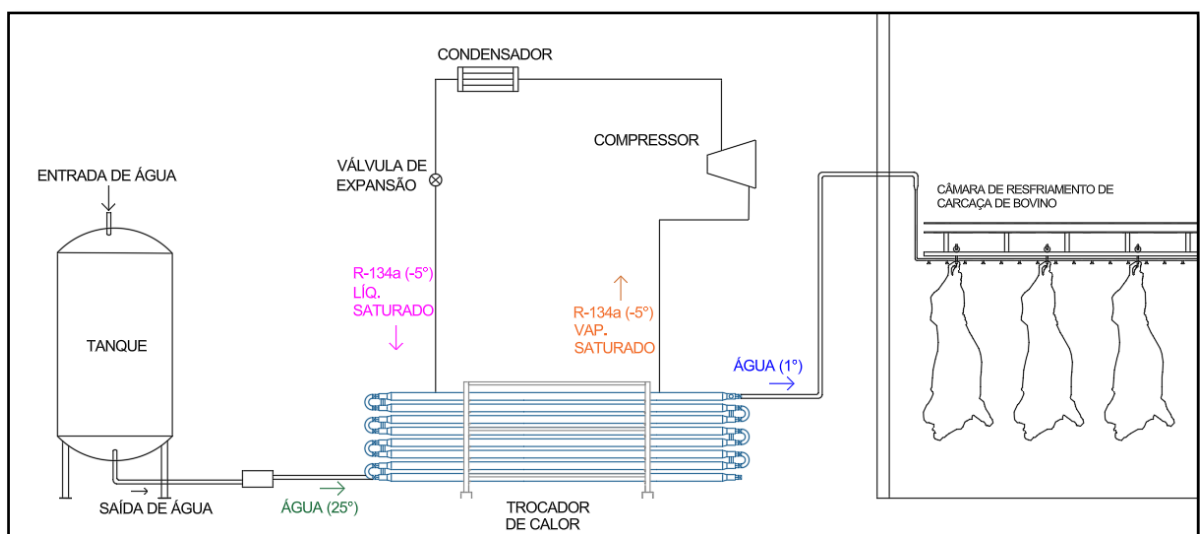 CONDENSADOR
COMPRESSOR
VÁLVULA DE
EXPANSÃO
ENTRADA DE ÁGUA
CÂMARA DE RESFRIAMENTO DE
CARCAÇA DE BOVINO
R-134a (-5°)
LÍQ.
SATURADO
R-134a (-5°)
VAP.
SATURADO
TANQUE
ÁGUA (1°)
SAÍDA DE ÁGUA
ÁGUA (25°)
TROCADOR
DE CALOR